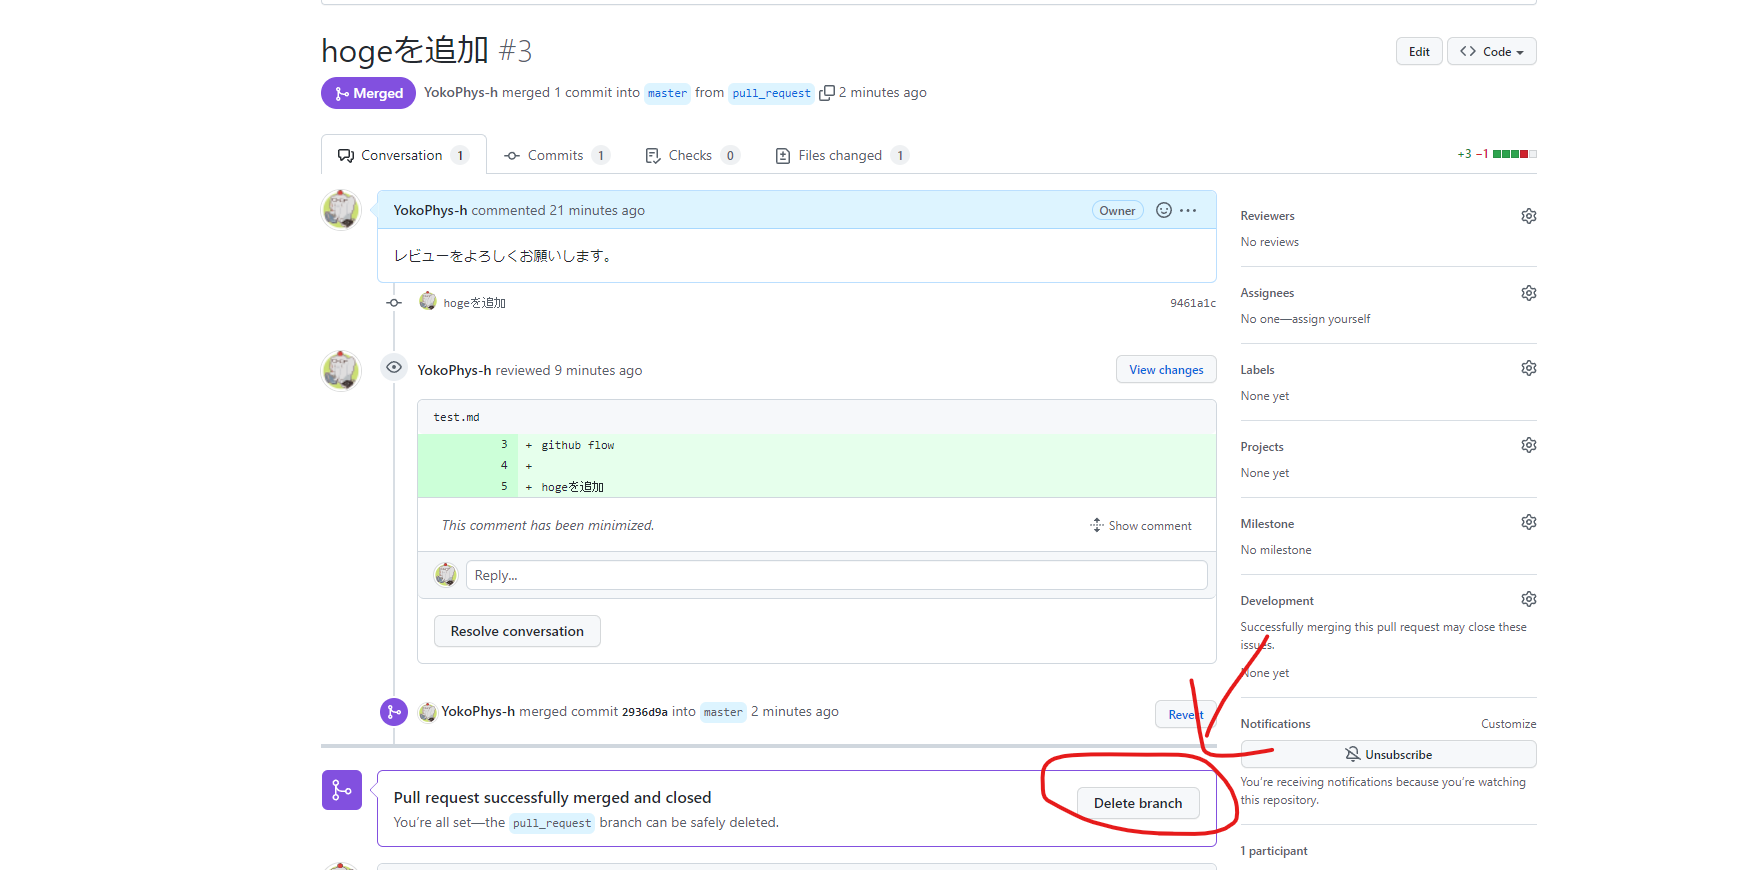 hogeを追加 #3
Edit
Code
Merged
YokoPhys-h merged 1 commit into master from pull_request 2 minutes ago
Conversation 1
Commits 1
Checks 0
Files changed 1
+3 −1
YokoPhys-h commented 21 minutes ago
Owner
レビューをよろしくお願いします。
hogeを追加
9461a1c
YokoPhys-h reviewed 9 minutes ago
View changes
test.md
3 + github flow
4 +
5 + hogeを追加
This comment has been minimized.
Show comment
Reply...
Resolve conversation
YokoPhys-h merged commit 2936d9a into master 2 minutes ago
Revert
Pull request successfully merged and closed
You're all set—the pull_request branch can be safely deleted.
Delete branch
Reviewers
No reviews
Assignees
No one—assign yourself
Labels
None yet
Projects
None yet
Milestone
No milestone
Development
Successfully merging this pull request may close these
issues.
None yet
Notifications
Customize
Unsubscribe
You're receiving notifications because you're watching
this repository.
1 participant